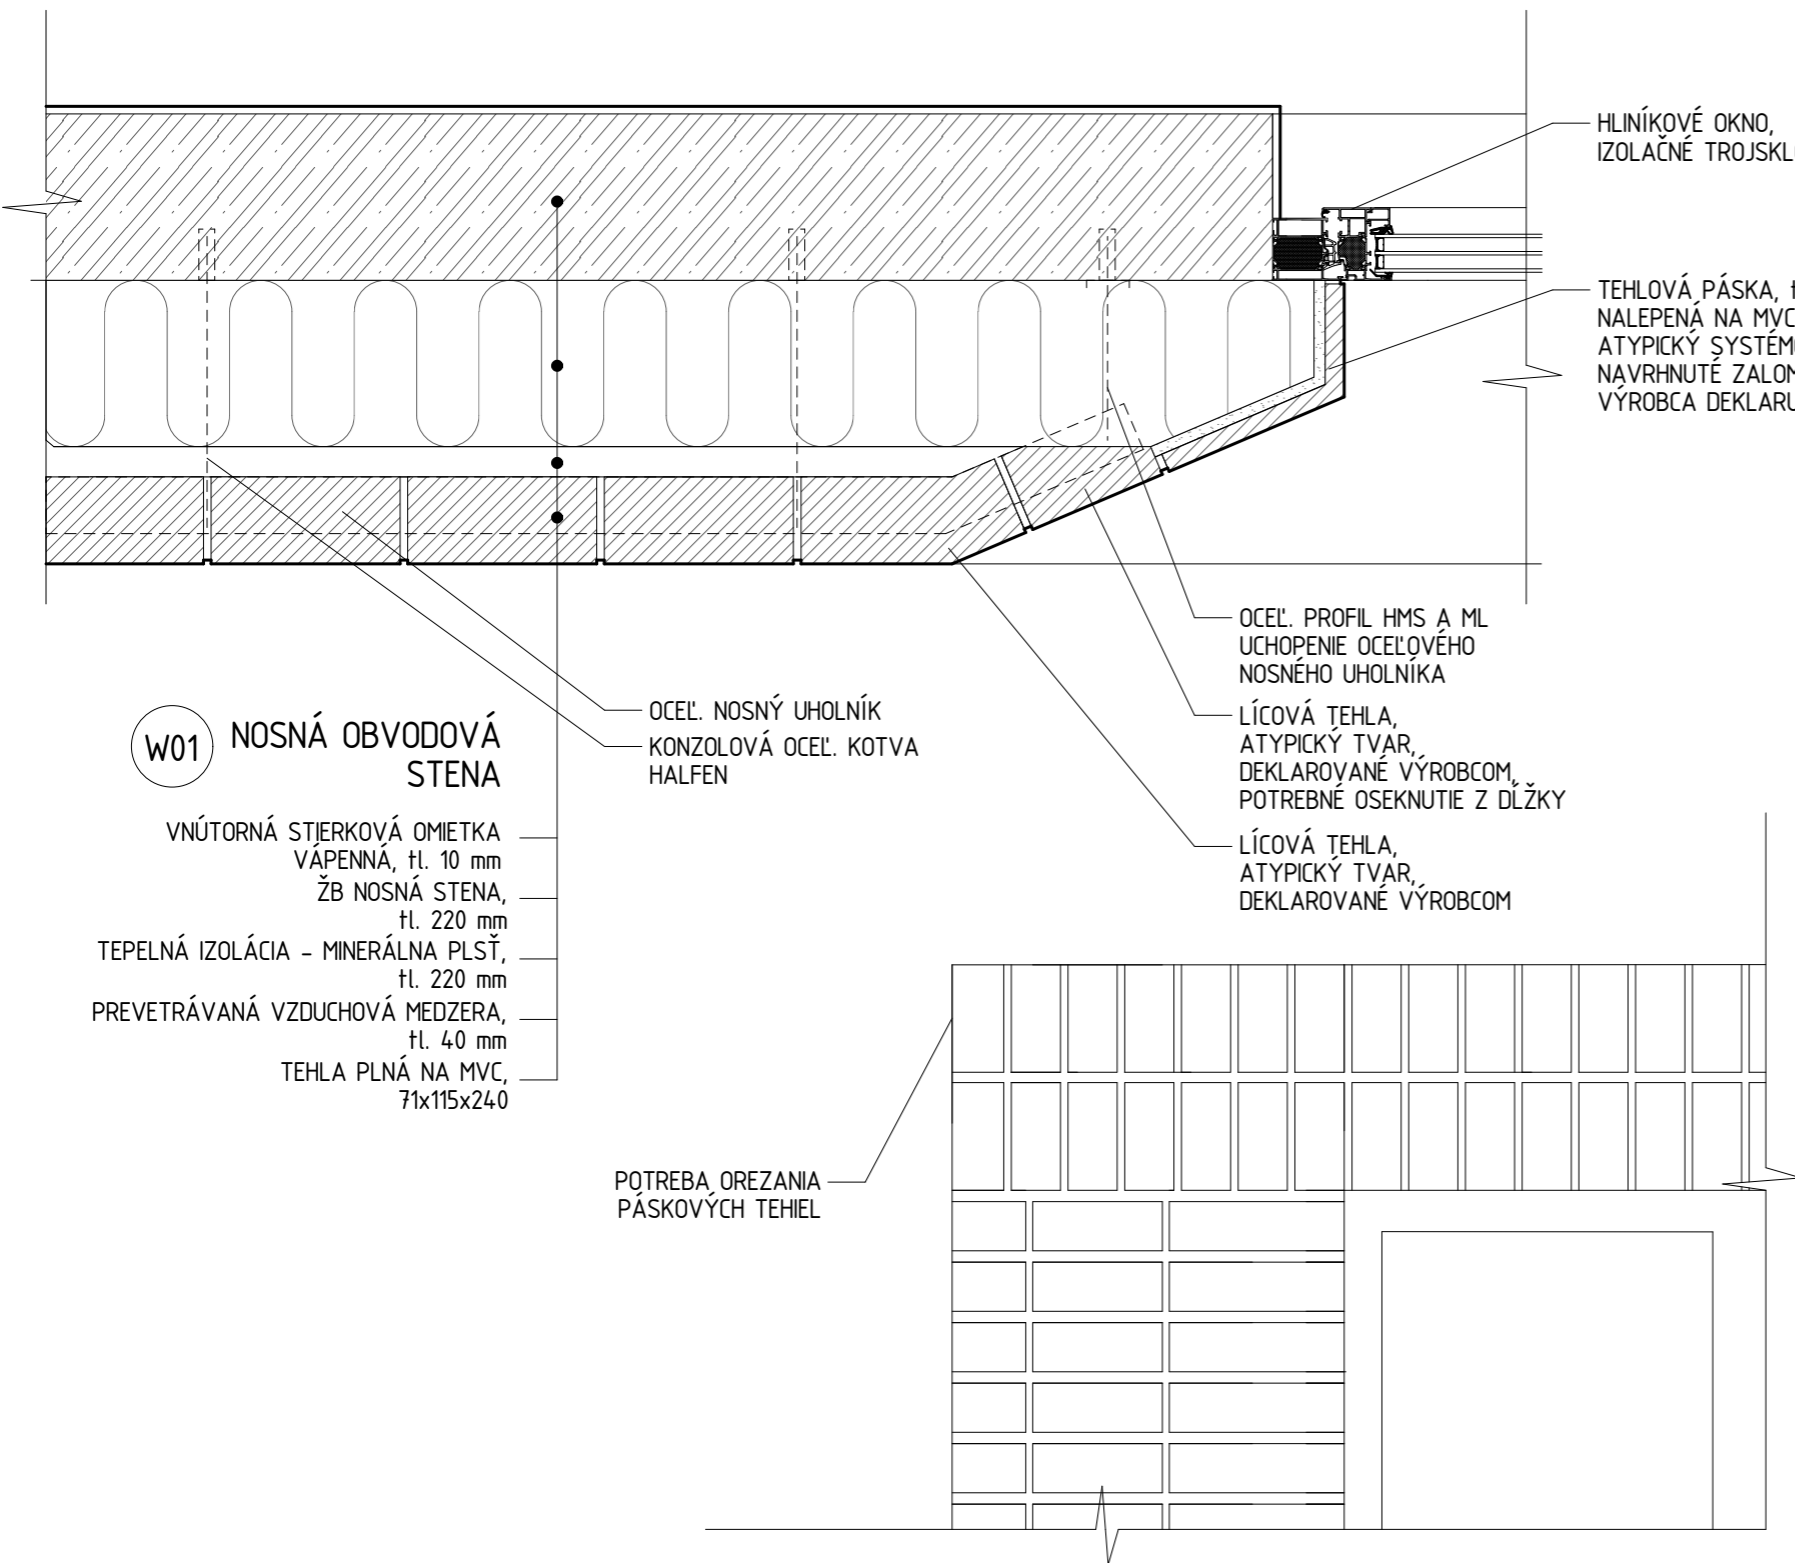 HLINÍKOVÉ OKNO,
IZOLAČNÉ
TEHLOVÁ PÁSKA,
NALEPENÁ NA
ATYPICKÝ
NAVRHNUTÉ
VÝROBCA
OCEĽ. PROFIL HMS A ML
UCHOPENIE OCEĽOVÉHO
NOSNÉHO UHOLNÍKA
LÍCOVÁ TEHLA,
ATYPICKÝ TVAR,
DEKLAROVANÉ VÝROBCOM,
POTREBNÉ OSEKNUTIE Z DĹŽKY
LÍCOVÁ TEHLA,
ATYPICKÝ TVAR,
DEKLAROVANÉ VÝROBCOM
OCEĽ. NOSNÝ UHOLNÍK
KONZOLOVÁ OCEĽ. KOTVA
HALFEN
W01 NOSNÁ OBVODOVÁ
STENA
VNÚTORNÁ STIERKOVÁ OMIETKA
VÁPENNÁ, tl. 10 mm
ŽB NOSNÁ STENA,
tl. 220 mm
TEPELNÁ IZOLÁCIA - MINERÁLNA PLSŤ,
tl. 220 mm
PREVETRÁVANÁ VZDUCHOVÁ MEDZERA,
tl. 40 mm
TEHLA PLNÁ NA MVC,
71x115x240
POTREBA OREZANIA
PÁSKOVÝCH TEHIEL